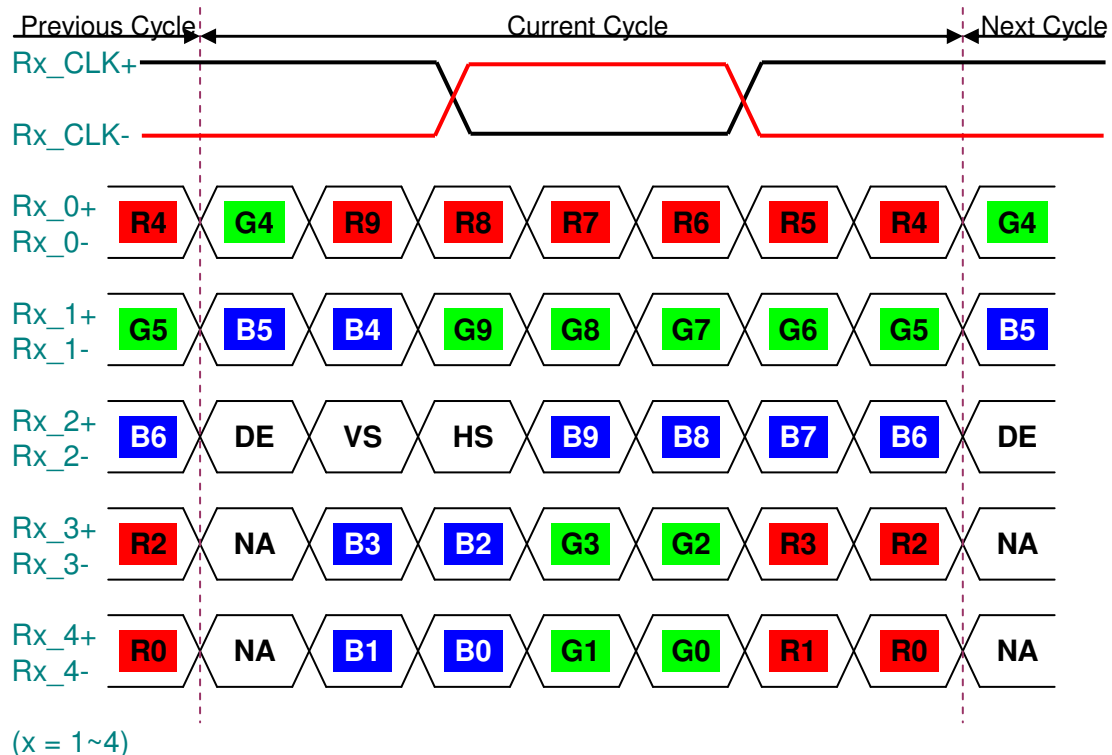 Previous Cycle Current Cycle Next Cycle
Rx_CLK+
Rx_CLK-
Rx_0+
Rx_0-
R4 G4 R9 R8 R7 R6 R5 R4 G4
Rx_1+
Rx_1-
G5 B5 B4 G9 G8 G7 G6 G5 B5
Rx_2+
Rx_2-
B6 DE VS HS B9 B8 B7 B6 DE
Rx_3+
Rx_3-
R2 NA B3 B2 G3 G2 R3 R2 NA
Rx_4+
Rx_4-
R0 NA B1 B0 G1 G0 R1 R0 NA
(x = 1~4)